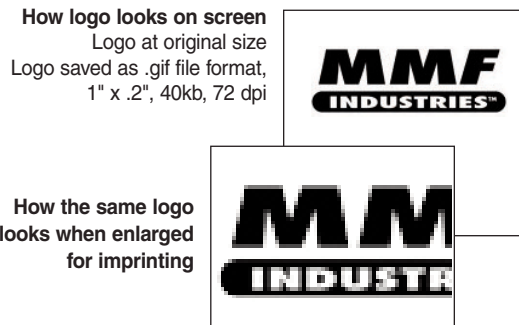 How logo looks on screen
Logo at original size
Logo saved as .gif file format,
1" x .2", 40kb, 72 dpi
MMF
INDUSTRIES™
How the same logo
looks when enlarged
for imprinting
MM
INDUSTR